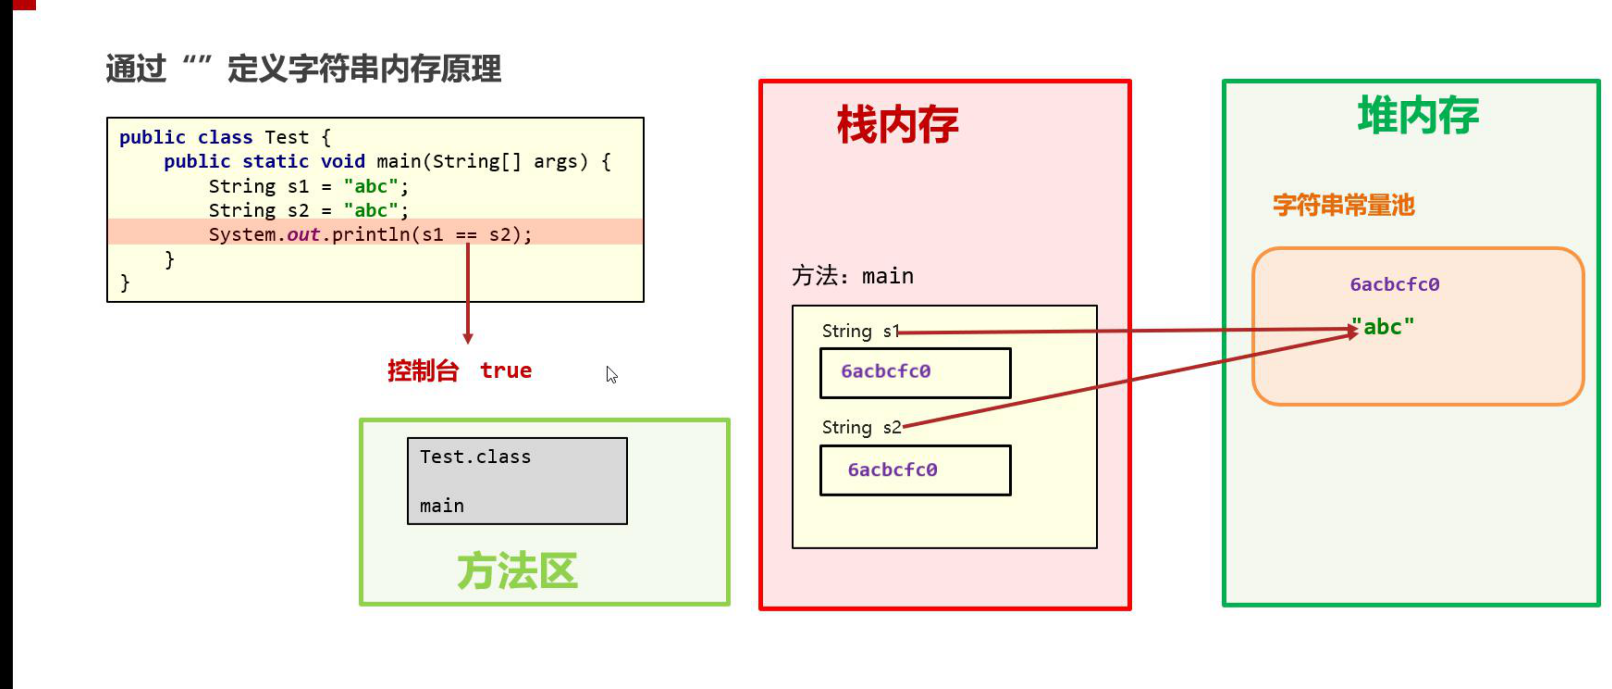 通过 “” 定义字符串内存原理
public class Test {
    public static void main(String[] args) {
        String s1 = "abc";
        String s2 = "abc";
        System.out.println(s1 == s2);
    }
}
控制台 true
Test.class
main
方法区
栈内存
方法：main
String s1
6acbcfc0
String s2
6acbcfc0
堆内存
字符串常量池
6acbcfc0
"abc"